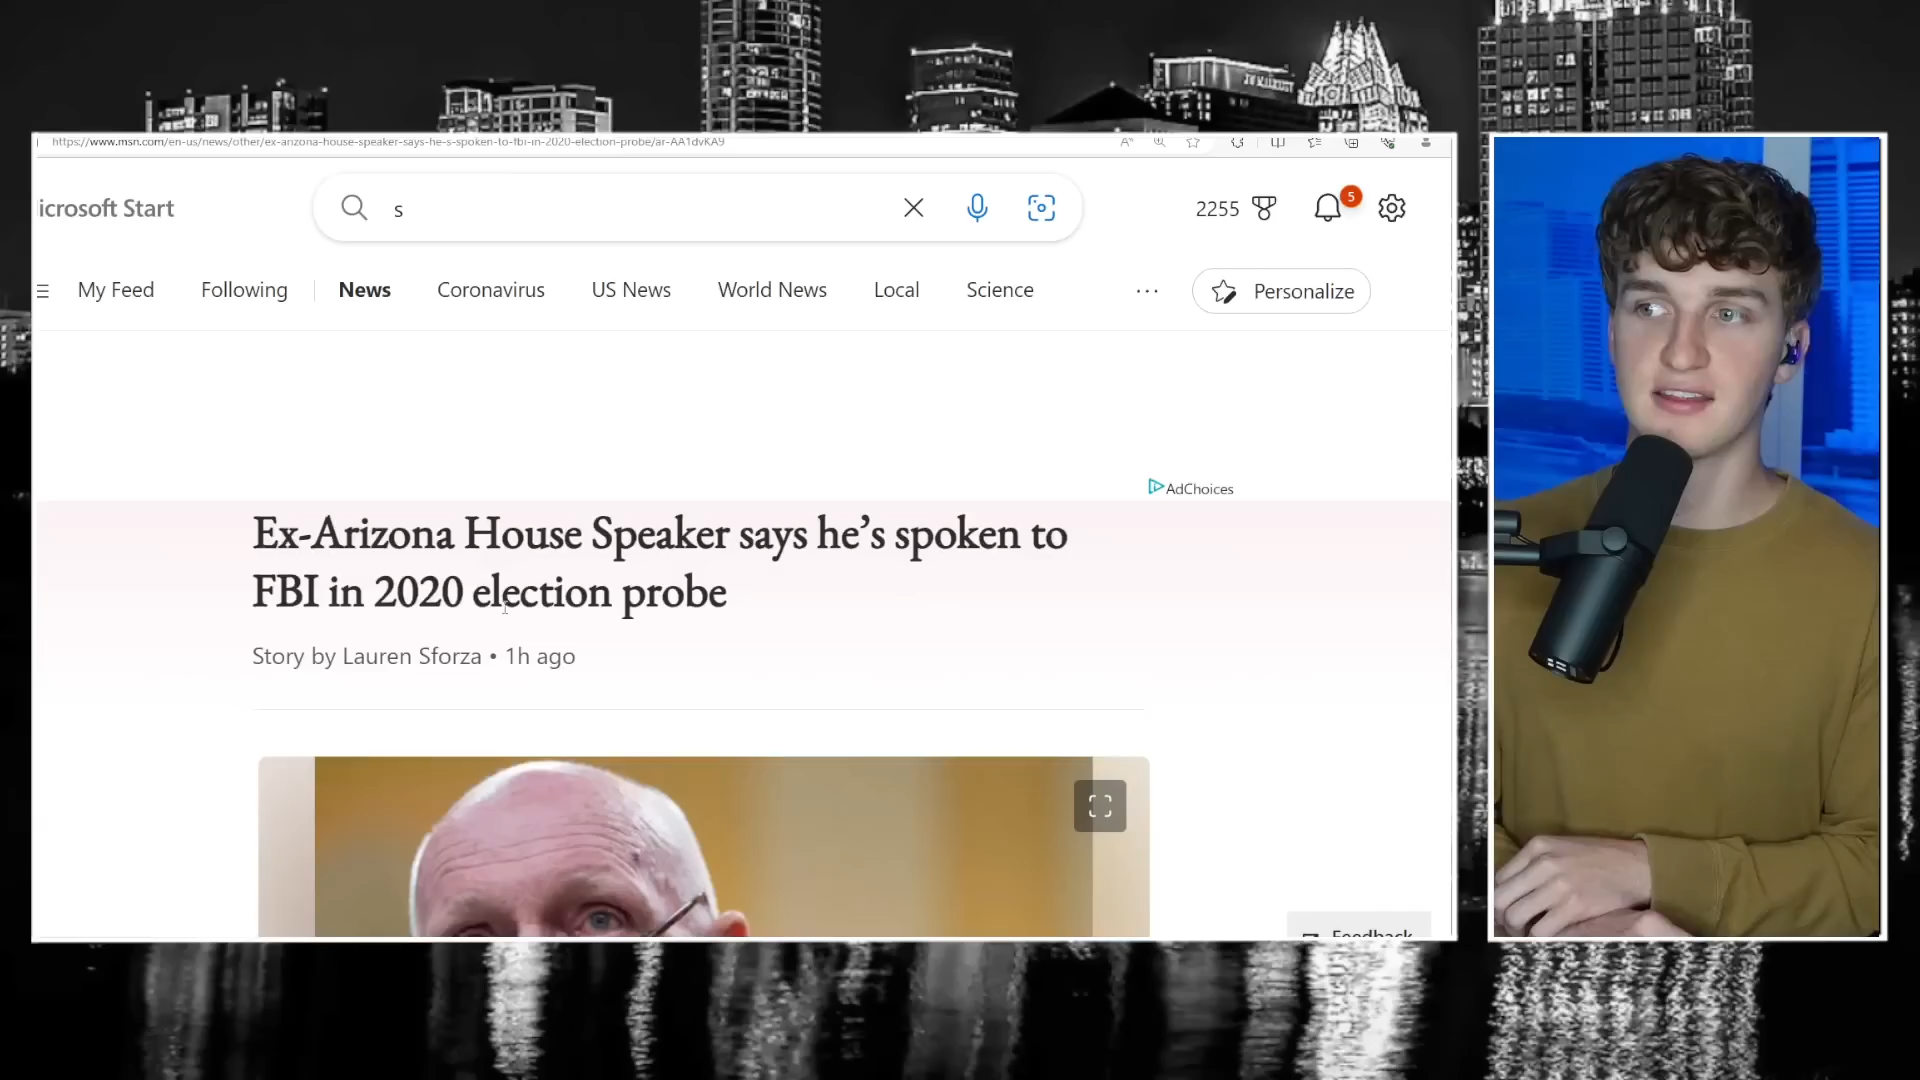 https://www.msn.com/en-us/news/other/ex-arizona-house-speaker-says-he-s-spoken-to-fbi-in-2020-election-probe/ar-AA1dvKA9
icrosoft Start
s
2255
5
My Feed
Following
News
Coronavirus
US News
World News
Local
Science
Personalize
AdChoices
Ex-Arizona House Speaker says he’s spoken to
FBI in 2020 election probe
Story by Lauren Sforza • 1h ago
Feedback